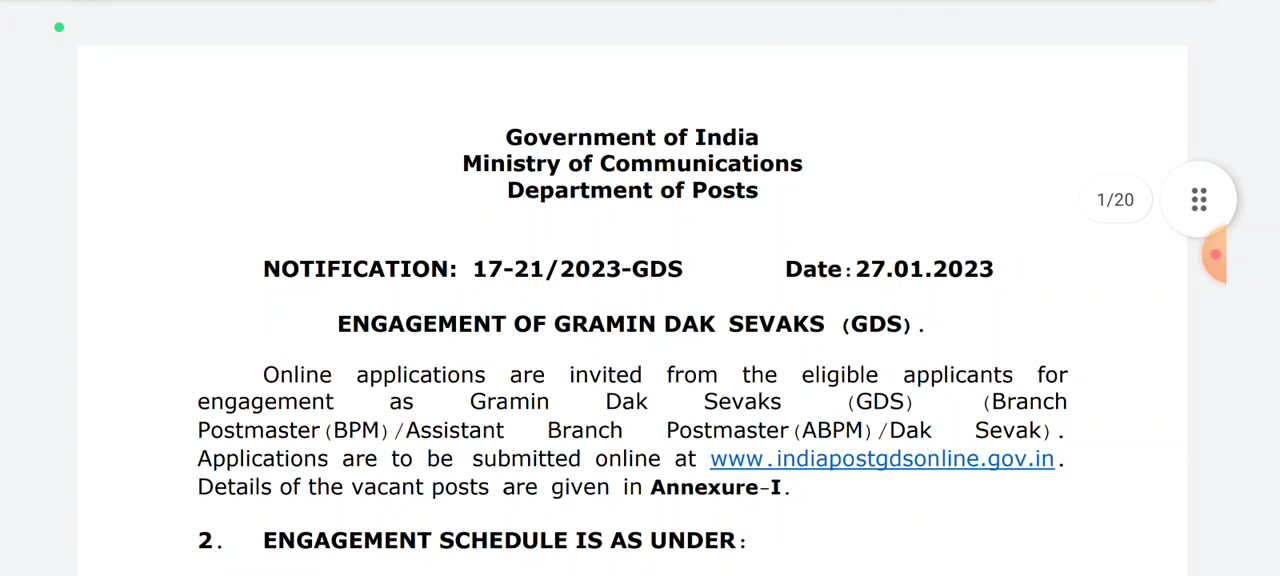 Government of India
Ministry of Communications
Department of Posts
1/20
NOTIFICATION: 17-21/2023-GDS Date:27.01.2023
ENGAGEMENT OF GRAMIN DAK SEVAKS (GDS).
Online applications are invited from the eligible applicants for
engagement as Gramin Dak Sevaks (GDS) (Branch
Postmaster(BPM)/Assistant Branch Postmaster(ABPM)/Dak Sevak).
Applications are to be submitted online at www.indiapostgdsonline.gov.in.
Details of the vacant posts are given in Annexure-I.
2. ENGAGEMENT SCHEDULE IS AS UNDER: